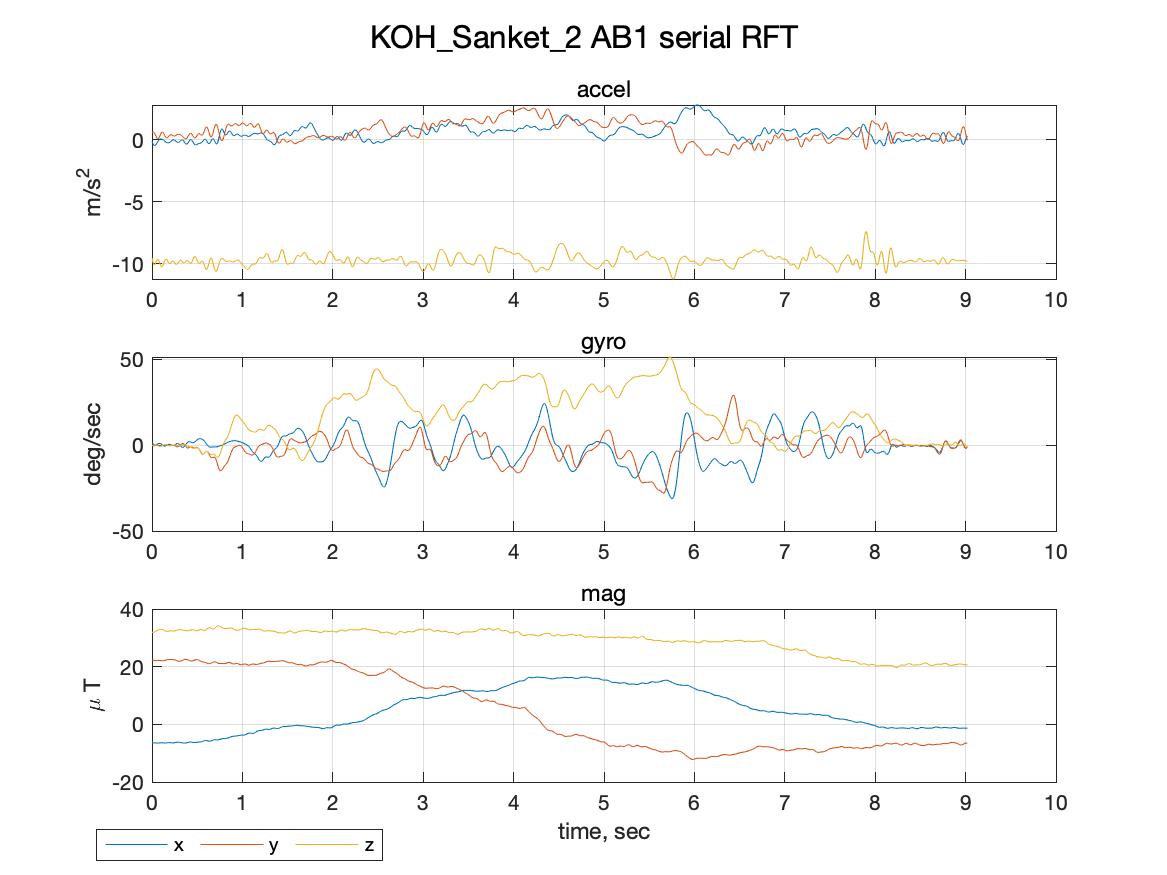 KOH_Sanket_2 AB1 serial RFT
accel
m/s²
0
-5
-10
0 1 2 3 4 5 6 7 8 9 10
gyro
deg/sec
50
0
-50
0 1 2 3 4 5 6 7 8 9 10
mag
μ T
40
20
0
-20
0 1 2 3 4 5 6 7 8 9 10
time, sec
x y z